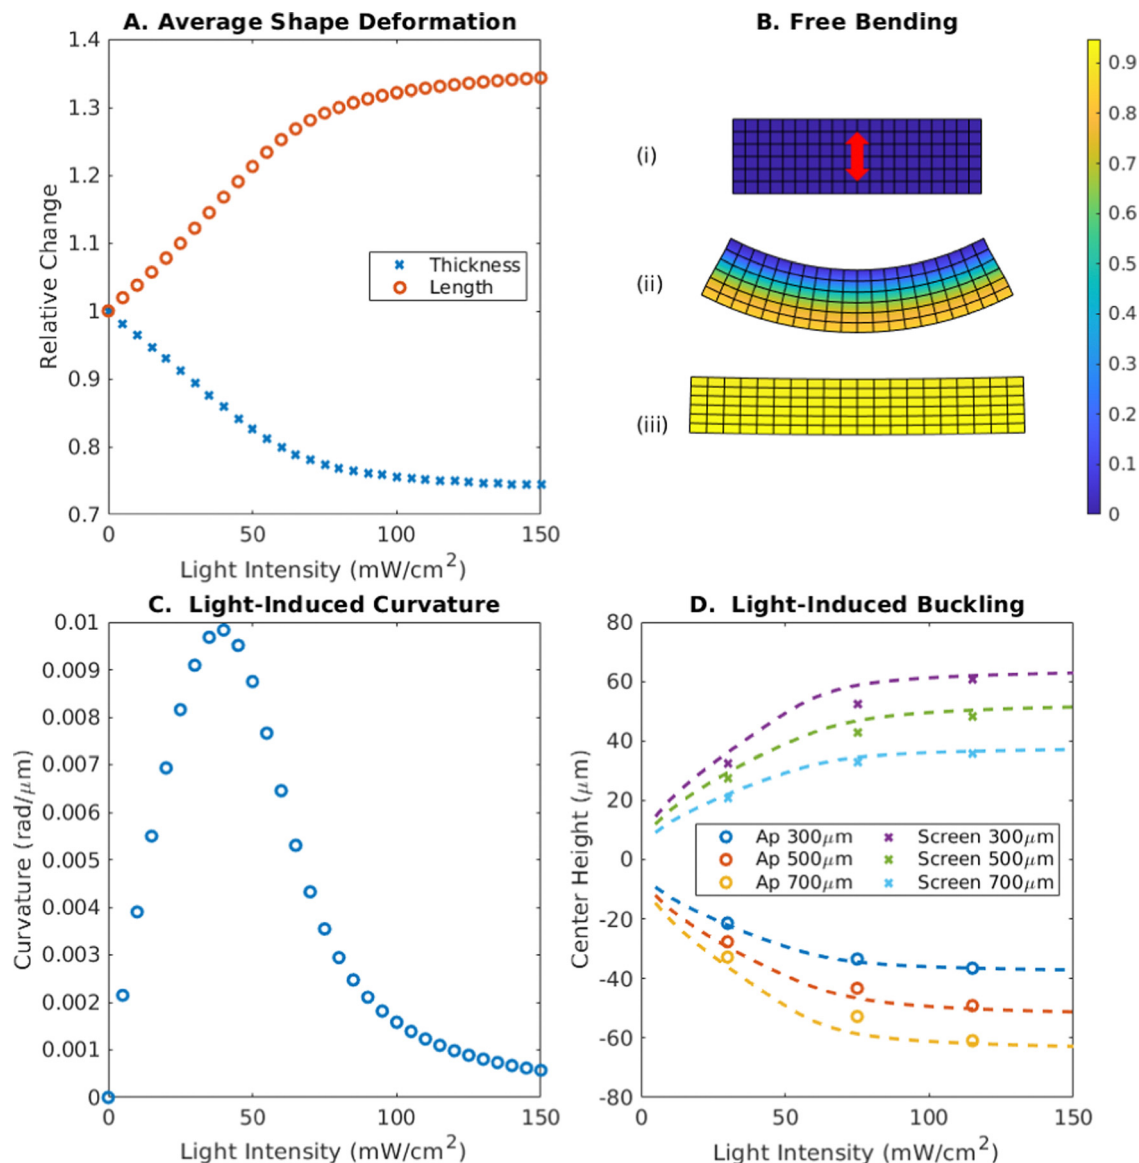 A. Average Shape Deformation
1.4
1.3
1.2
1.1
1
0.9
0.8
0.7
Relative Change
Thickness
Length
0
50
100
150
Light Intensity (mW/cm²)
B. Free Bending
(i)
(ii)
(iii)
0.9
0.8
0.7
0.6
0.5
0.4
0.3
0.2
0.1
0
C. Light-Induced Curvature
0.01
0.009
0.008
0.007
0.006
0.005
0.004
0.003
0.002
0.001
0
Curvature (rad/μm)
0
50
100
150
Light Intensity (mW/cm²)
D. Light-Induced Buckling
80
60
40
20
0
-20
-40
-60
-80
Center Height (μm)
Ap 300μm
Ap 500μm
Ap 700μm
Screen 300μm
Screen 500μm
Screen 700μm
0
50
100
150
Light Intensity (mW/cm²)